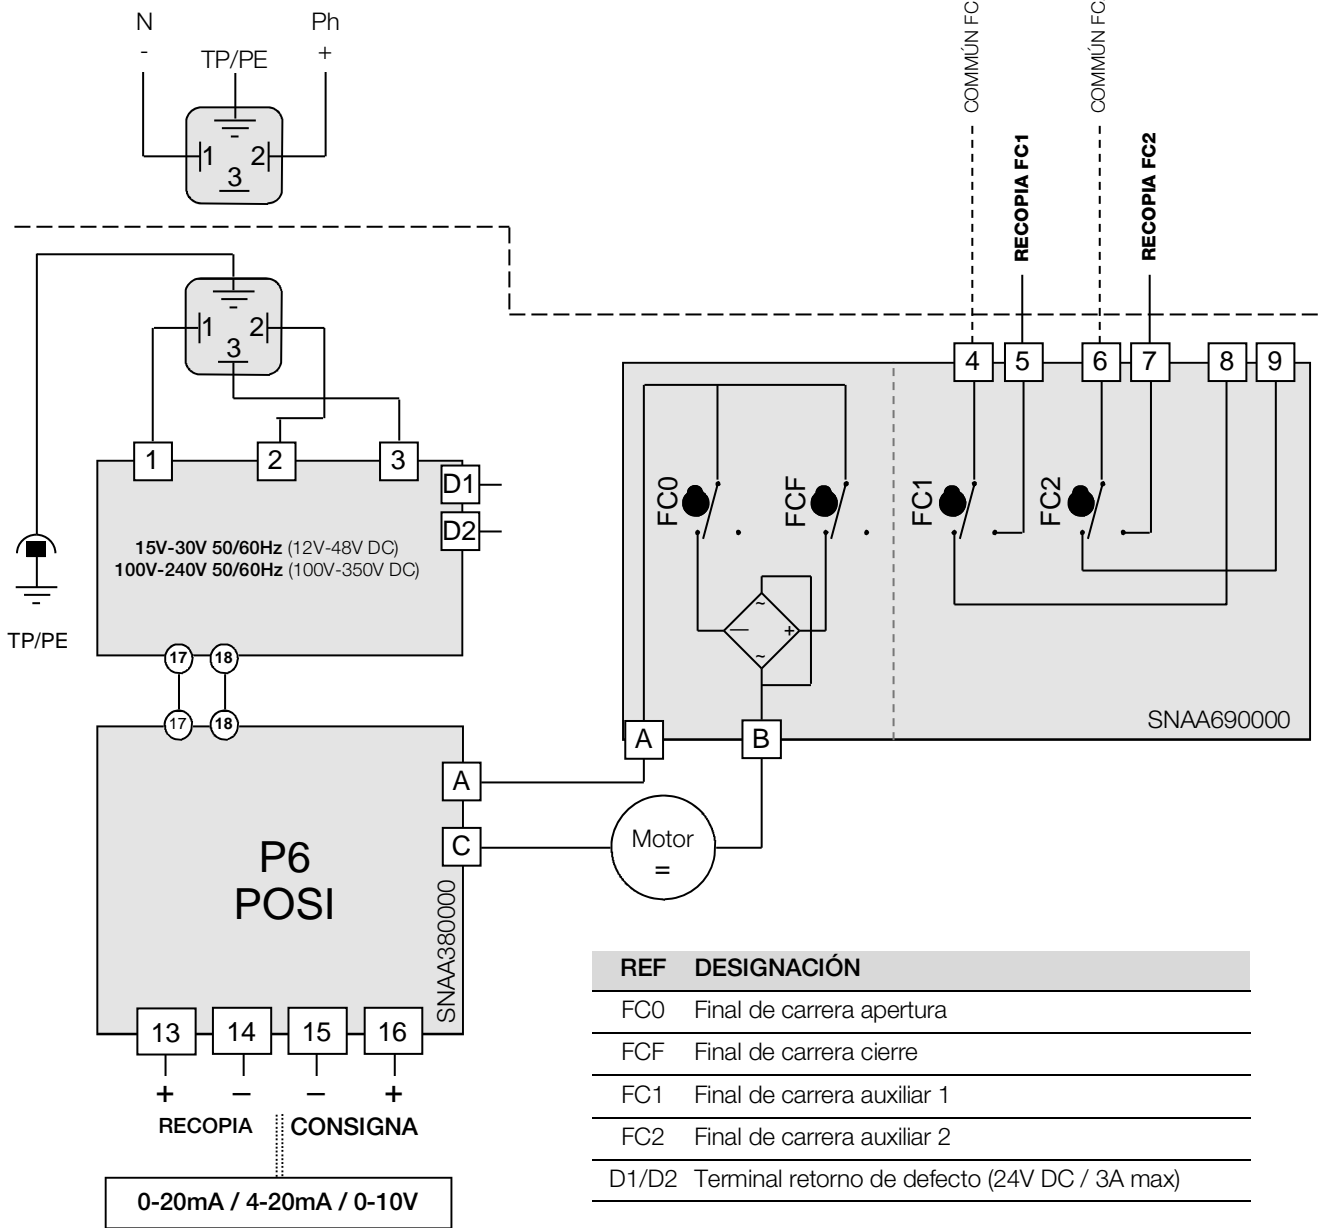 N
Ph
-
TP/PE
+
1
2
3
COMMÚN FC
RECOPIA FC1
COMMÚN FC
RECOPIA FC2
1
2
3
4
5
6
7
8
9
1
2
3
D1
D2
15V-30V 50/60Hz (12V-48V DC)
100V-240V 50/60Hz (100V-350V DC)
TP/PE
17
18
17
18
FC0
FCF
FC1
FC2
~
—
+
~
SNAA690000
A
B
A
C
Motor
=
P6
POSI
SNAA380000
13
14
15
16
+
–
–
+
RECOPIA
CONSIGNA
0-20mA / 4-20mA / 0-10V
REF DESIGNACIÓN
FC0 Final de carrera apertura
FCF Final de carrera cierre
FC1 Final de carrera auxiliar 1
FC2 Final de carrera auxiliar 2
D1/D2 Terminal retorno de defecto (24V DC / 3A max)